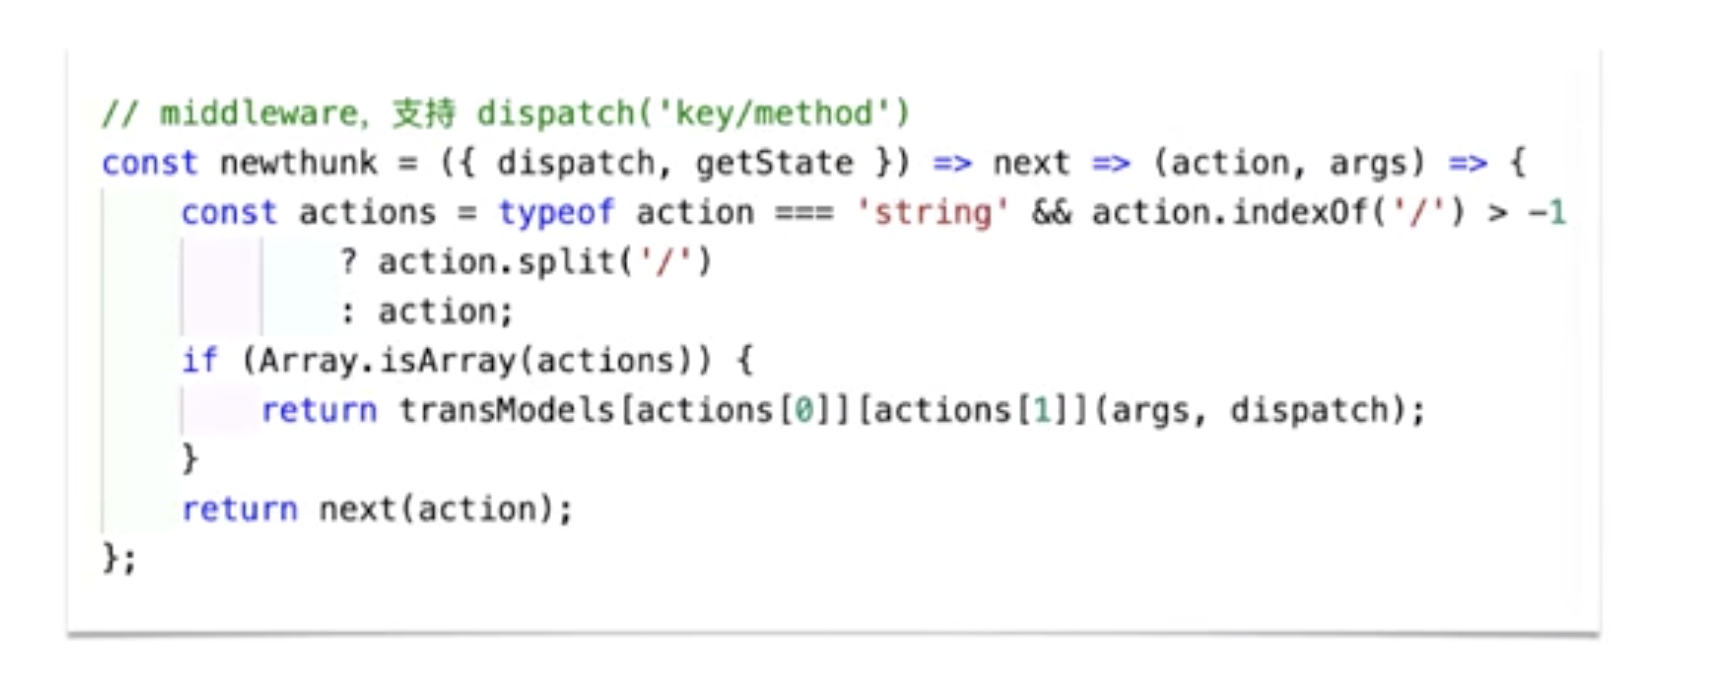 // middleware, 支持 dispatch('key/method')
const newthunk = ({ dispatch, getState }) => next => (action, args) => {
    const actions = typeof action === 'string' && action.indexOf('/') > -1
            ? action.split('/')
            : action;
    if (Array.isArray(actions)) {
        return transModels[actions[0]][actions[1]](args, dispatch);
    }
    return next(action);
};